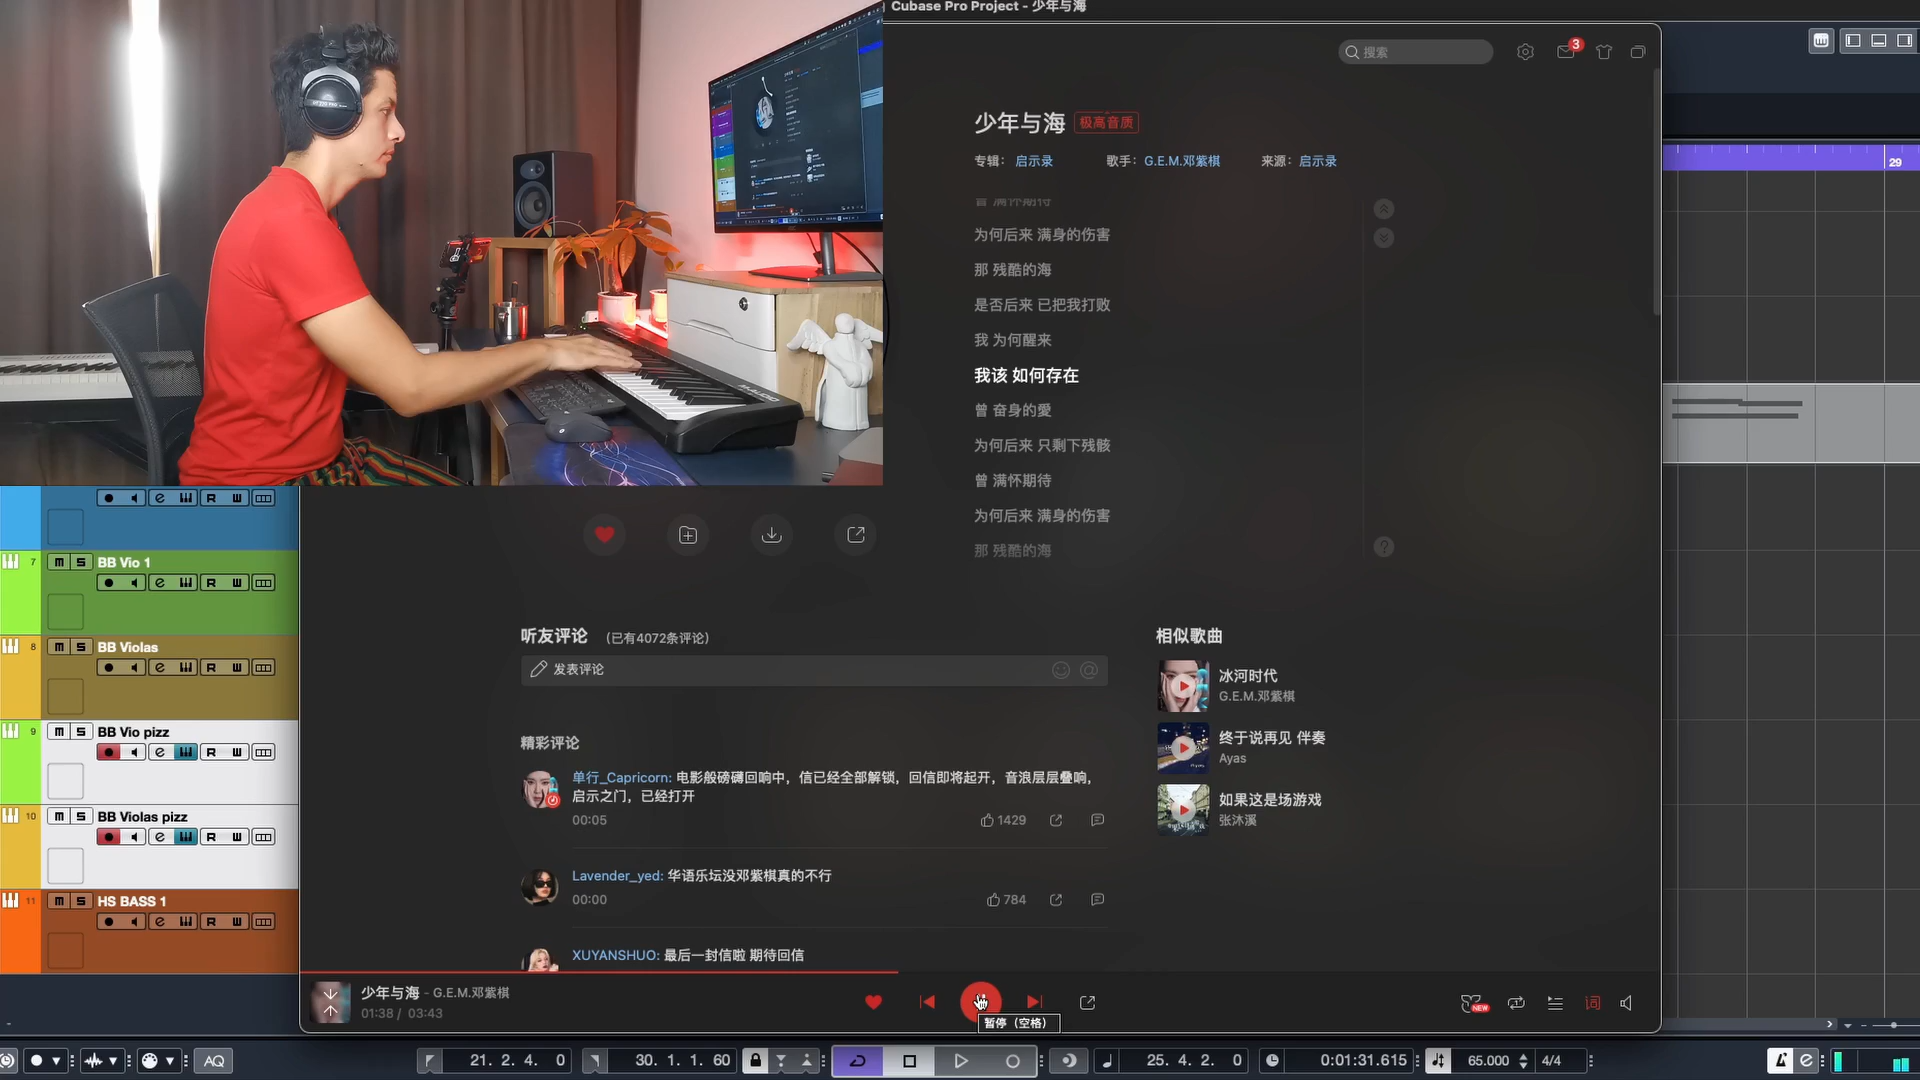 Cubase Pro Project - 少年与海
搜索
3
少年与海
极高音质
专辑: 启示录
歌手: G.E.M.邓紫棋
来源: 启示录
29
曾 满怀期待
为何后来 满身的伤害
那 残酷的海
是否后来 已把我打败
我 为何醒来
我该 如何存在
曾 奋身的愛
为何后来 只剩下残骸
曾 满怀期待
为何后来 满身的伤害
那 残酷的海
R W
7 m S BB Vio 1
e R W
8 m S BB Violas
e R W
9 m S BB Vio pizz
e R W
10 m S BB Violas pizz
e R W
11 m S HS BASS 1
e R W
听友评论 (已有4072条评论)
发表评论
精彩评论
单行_Capricorn: 电影般磅礴回响中，信已经全部解锁，回信即将起开，音浪层层叠响，
启示之门，已经打开
00:05
1429
Lavender_yed: 华语乐坛没邓紫棋真的不行
00:00
784
XUYANSHUO: 最后一封信啦 期待回信
相似歌曲
冰河时代
G.E.M.邓紫棋
终于说再见 伴奏
Ayas
如果这是场游戏
张沐溪
少年与海 - G.E.M.邓紫棋
01:38 / 03:43
暂停（空格）
NEW
词
AQ
21. 2. 4. 0
30. 1. 1. 60
25. 4. 2. 0
0:01:31.615
65.000
4/4
e